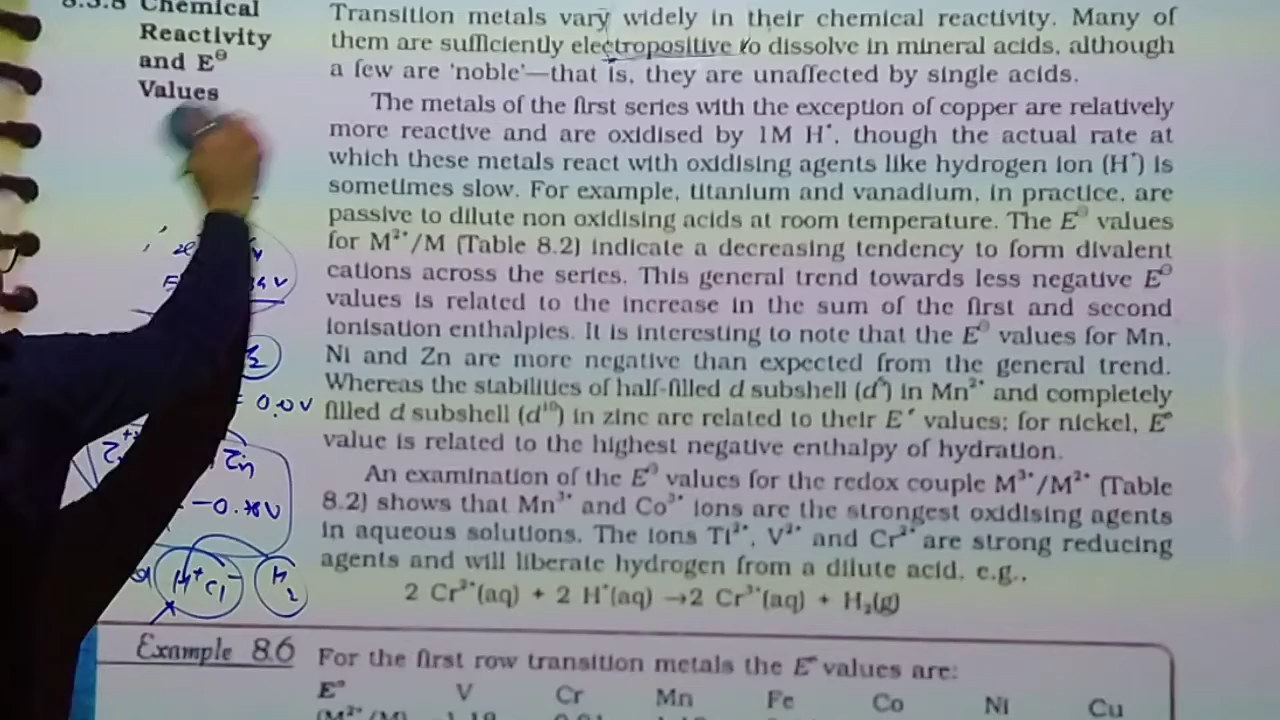 8.3.8 Chemical
Reactivity
and E⊖
Values
Transition metals vary widely in their chemical reactivity. Many of
them are sufficiently electropositive to dissolve in mineral acids, although
a few are 'noble'—that is, they are unaffected by single acids.
The metals of the first series with the exception of copper are relatively
more reactive and are oxidised by 1M H⁺, though the actual rate at
which these metals react with oxidising agents like hydrogen ion (H⁺) is
sometimes slow. For example, titanium and vanadium, in practice, are
passive to dilute non oxidising acids at room temperature. The E⊖ values
for M²⁺/M (Table 8.2) indicate a decreasing tendency to form divalent
cations across the series. This general trend towards less negative E⊖
values is related to the increase in the sum of the first and second
ionisation enthalpies. It is interesting to note that the E⊖ values for Mn,
Ni and Zn are more negative than expected from the general trend.
Whereas the stabilities of half-filled d subshell (d⁵) in Mn²⁺ and completely
filled d subshell (d¹⁰) in zinc are related to their E⊖ values; for nickel, E⊖
value is related to the highest negative enthalpy of hydration.
An examination of the E⊖ values for the redox couple M³⁺/M²⁺ (Table
8.2) shows that Mn³⁺ and Co³⁺ ions are the strongest oxidising agents
in aqueous solutions. The ions Ti²⁺, V²⁺ and Cr²⁺ are strong reducing
agents and will liberate hydrogen from a dilute acid, e.g.,
2 Cr²⁺(aq) + 2 H⁺(aq) →2 Cr³⁺(aq) + H₂(g)
0.0V
Zn
-0.76V
H⁺Cl⁻ H₂
Example 8.6 For the first row transition metals the E⊖ values are:
E⊖ V Cr Mn Fe Co Ni Cu